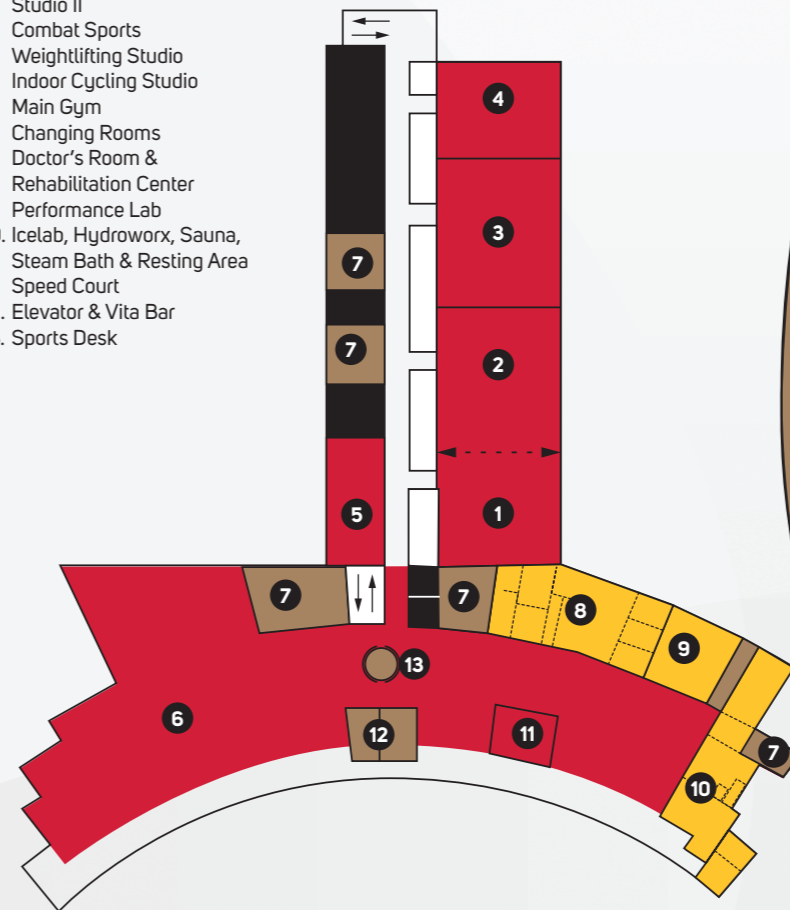 Studio II
Combat Sports
Weightlifting Studio
Indoor Cycling Studio
Main Gym
Changing Rooms
Doctor's Room &
Rehabilitation Center
Performance Lab
. Icelab, Hydroworx, Sauna,
Steam Bath & Resting Area
Speed Court
. Elevator & Vita Bar
. Sports Desk
4
3
7
7
2
5
1
7
7
8
9
13
6
12
11
7
10